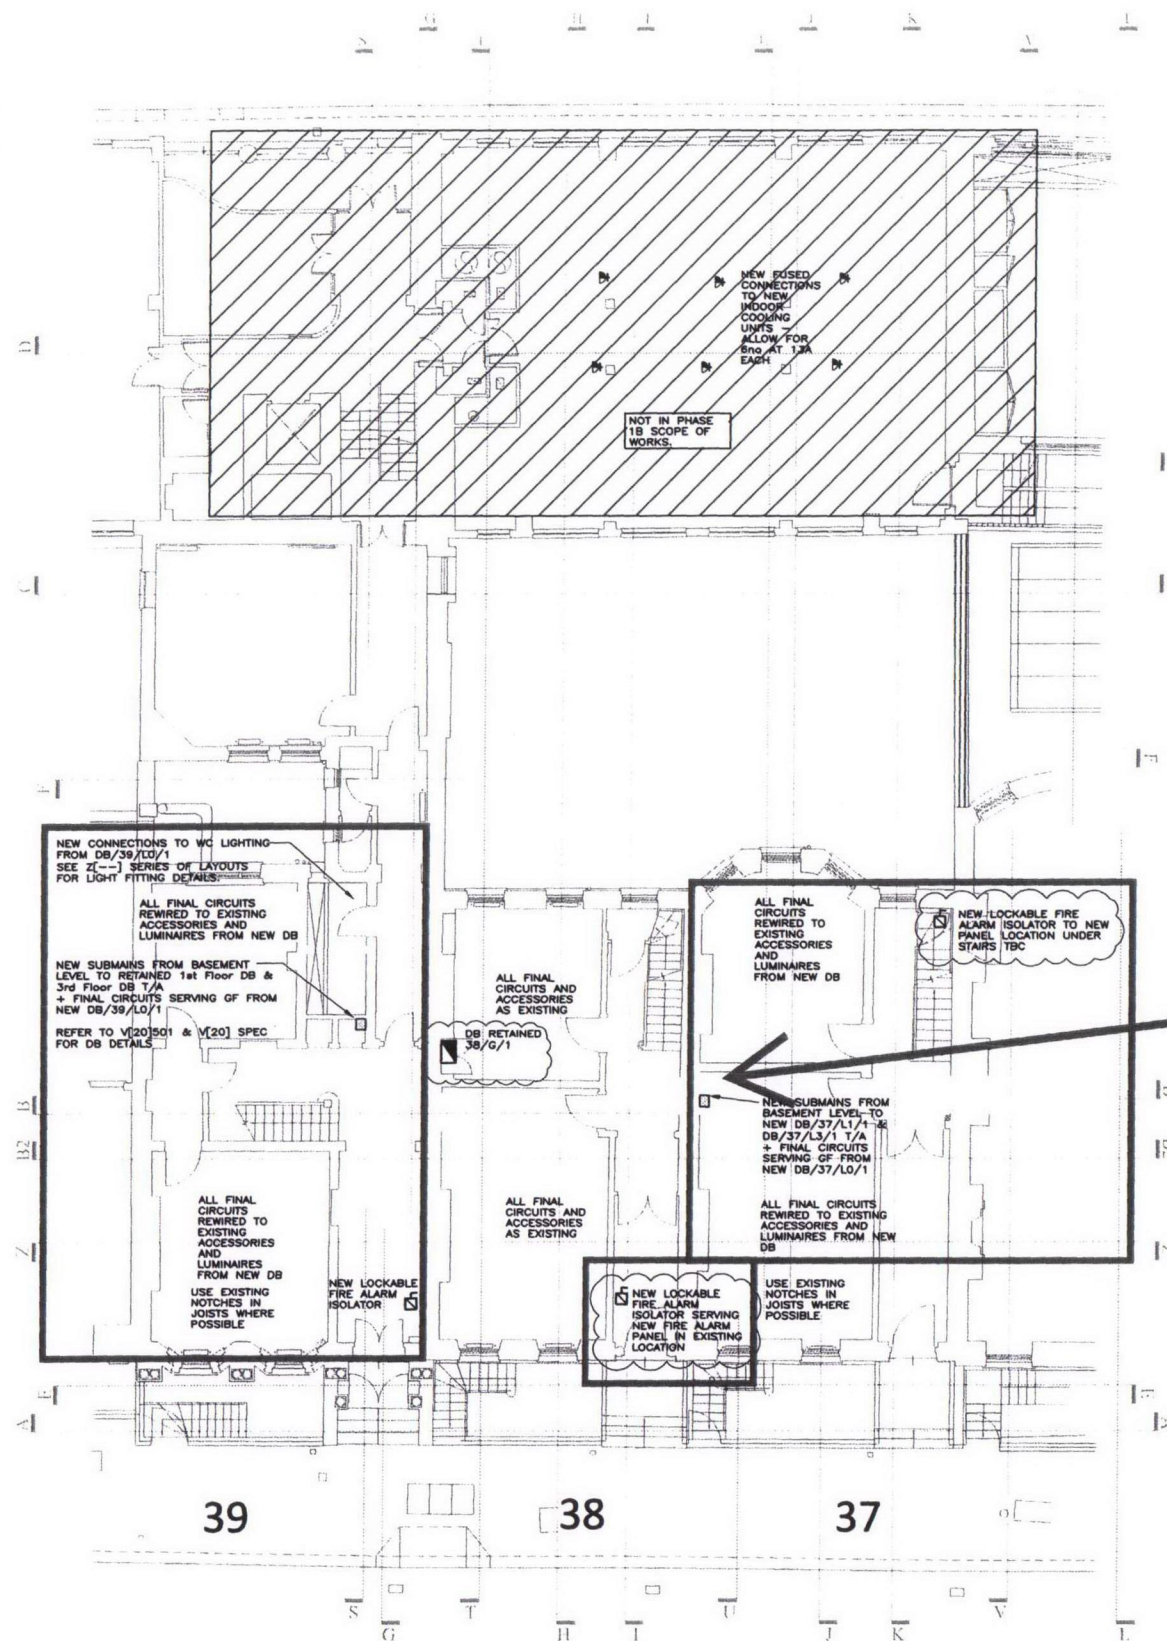 S
G
T
H
I
J
K
V
L
NEW FUSED
CONNECTIONS
TO NEW
INDOOR
COOLING
UNITS -
ALLOW FOR
6no AT 13A
EACH
D
NOT IN PHASE
1B SCOPE OF
WORKS.
C
F
NEW CONNECTIONS TO WC LIGHTING
FROM DB/39/L0/1
SEE Z[--] SERIES OF LAYOUTS
FOR LIGHT FITTING DETAILS.
ALL FINAL CIRCUITS
REWIRED TO EXISTING
ACCESSORIES AND
LUMINAIRES FROM NEW DB
NEW SUBMAINS FROM BASEMENT
LEVEL TO RETAINED 1st Floor DB &
3rd Floor DB T/A
+ FINAL CIRCUITS SERVING GF FROM
NEW DB/39/L0/1
REFER TO V[20]501 & V[20] SPEC
FOR DB DETAILS
ALL FINAL
CIRCUITS AND
ACCESSORIES
AS EXISTING
DB RETAINED
38/G/1
ALL FINAL
CIRCUITS
REWIRED TO
EXISTING
ACCESSORIES
AND
LUMINAIRES
FROM NEW DB
NEW LOCKABLE FIRE
ALARM ISOLATOR TO NEW
PANEL LOCATION UNDER
STAIRS TBC
B
B2
NEW SUBMAINS FROM
BASEMENT LEVEL TO
NEW DB/37/L1/1 &
DB/37/L3/1 T/A
+ FINAL CIRCUITS
SERVING GF FROM
NEW DB/37/L0/1
ALL FINAL
CIRCUITS
REWIRED TO
EXISTING
ACCESSORIES
AND
LUMINAIRES
FROM NEW DB
USE EXISTING
NOTCHES IN
JOISTS WHERE
POSSIBLE
NEW LOCKABLE
FIRE ALARM
ISOLATOR
ALL FINAL
CIRCUITS AND
ACCESSORIES
AS EXISTING
ALL FINAL CIRCUITS
REWIRED TO EXISTING
ACCESSORIES AND
LUMINAIRES FROM NEW
DB
Z
NEW LOCKABLE
FIRE ALARM
ISOLATOR SERVING
NEW FIRE ALARM
PANEL IN EXISTING
LOCATION
USE EXISTING
NOTCHES IN
JOISTS WHERE
POSSIBLE
E
A
39
38
37
S
G
T
H
I
U
J
K
V
L